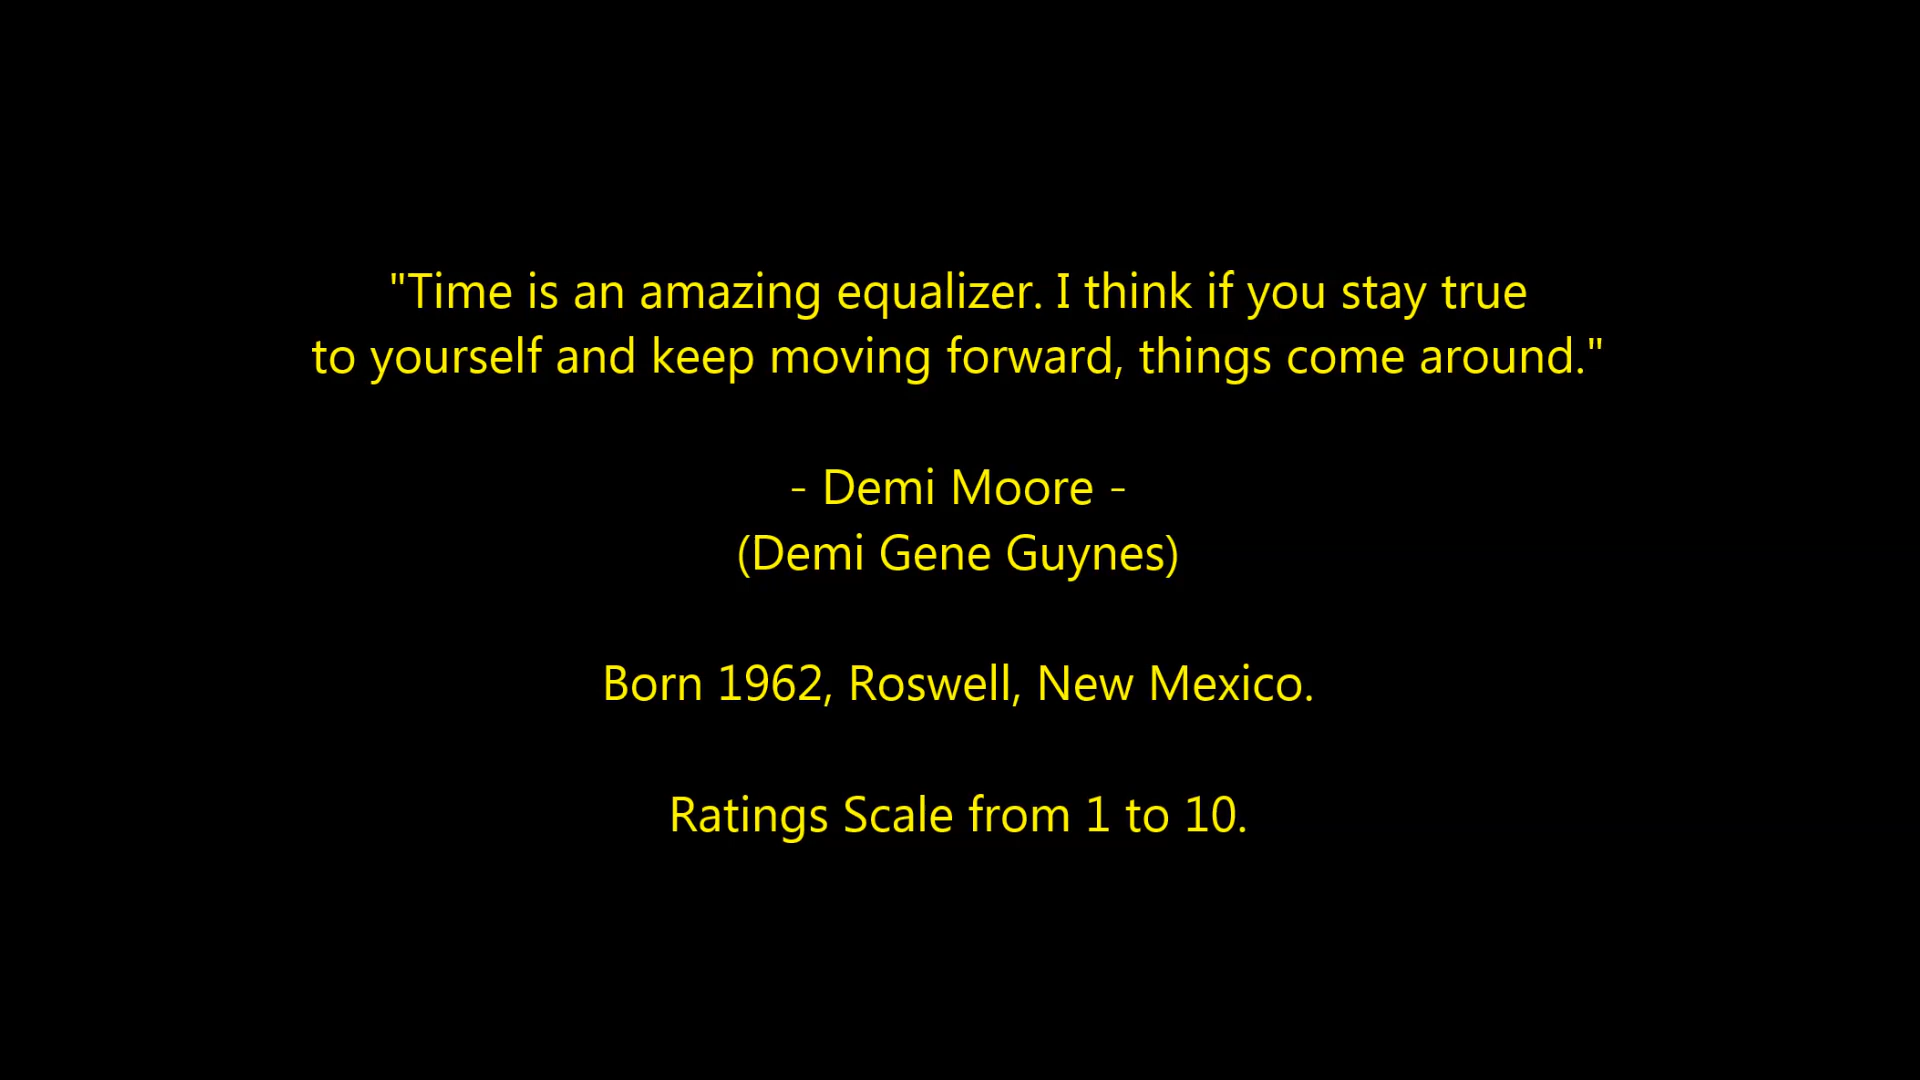 "Time is an amazing equalizer. I think if you stay true
to yourself and keep moving forward, things come around."
- Demi Moore -
(Demi Gene Guynes)
Born 1962, Roswell, New Mexico.
Ratings Scale from 1 to 10.